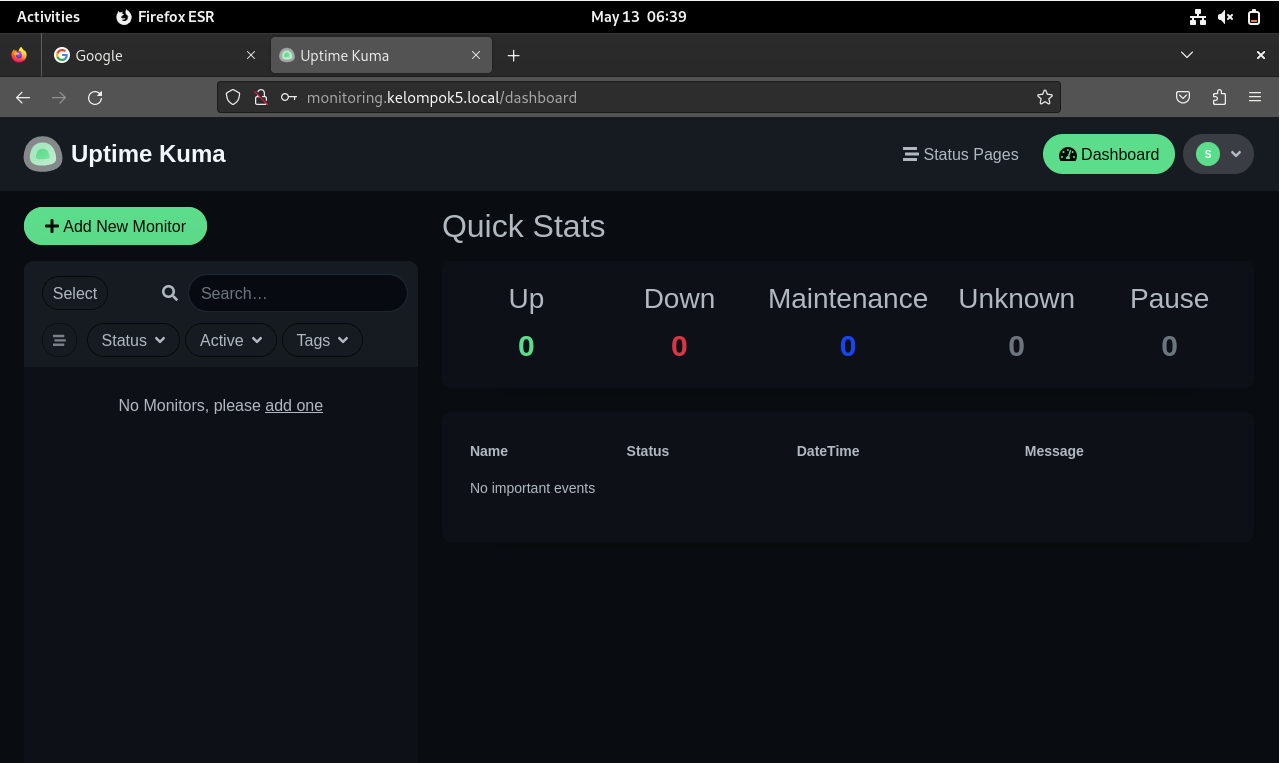 Activities Firefox ESR May 13 06:39
Google Uptime Kuma
monitoring.kelompok5.local/dashboard
Uptime Kuma Status Pages Dashboard S
Add New Monitor
Quick Stats
Select Search...
Up Down Maintenance Unknown Pause
0 0 0 0 0
Status Active Tags
No Monitors, please add one
Name Status DateTime Message
No important events